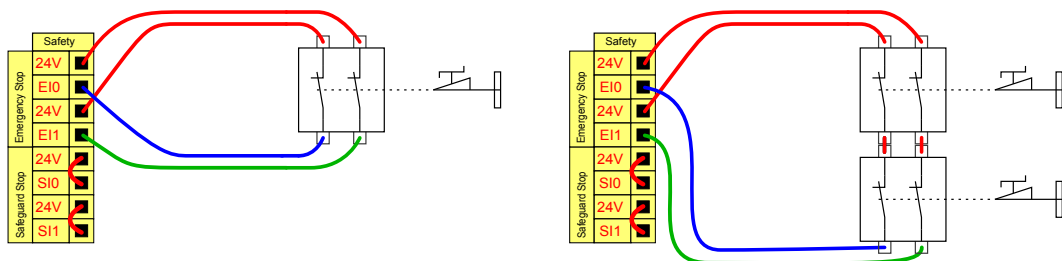 Safety
Emergency Stop
24V
EI0
24V
EI1
Safeguard Stop
24V
SI0
24V
SI1
Safety
Emergency Stop
24V
EI0
24V
EI1
Safeguard Stop
24V
SI0
24V
SI1